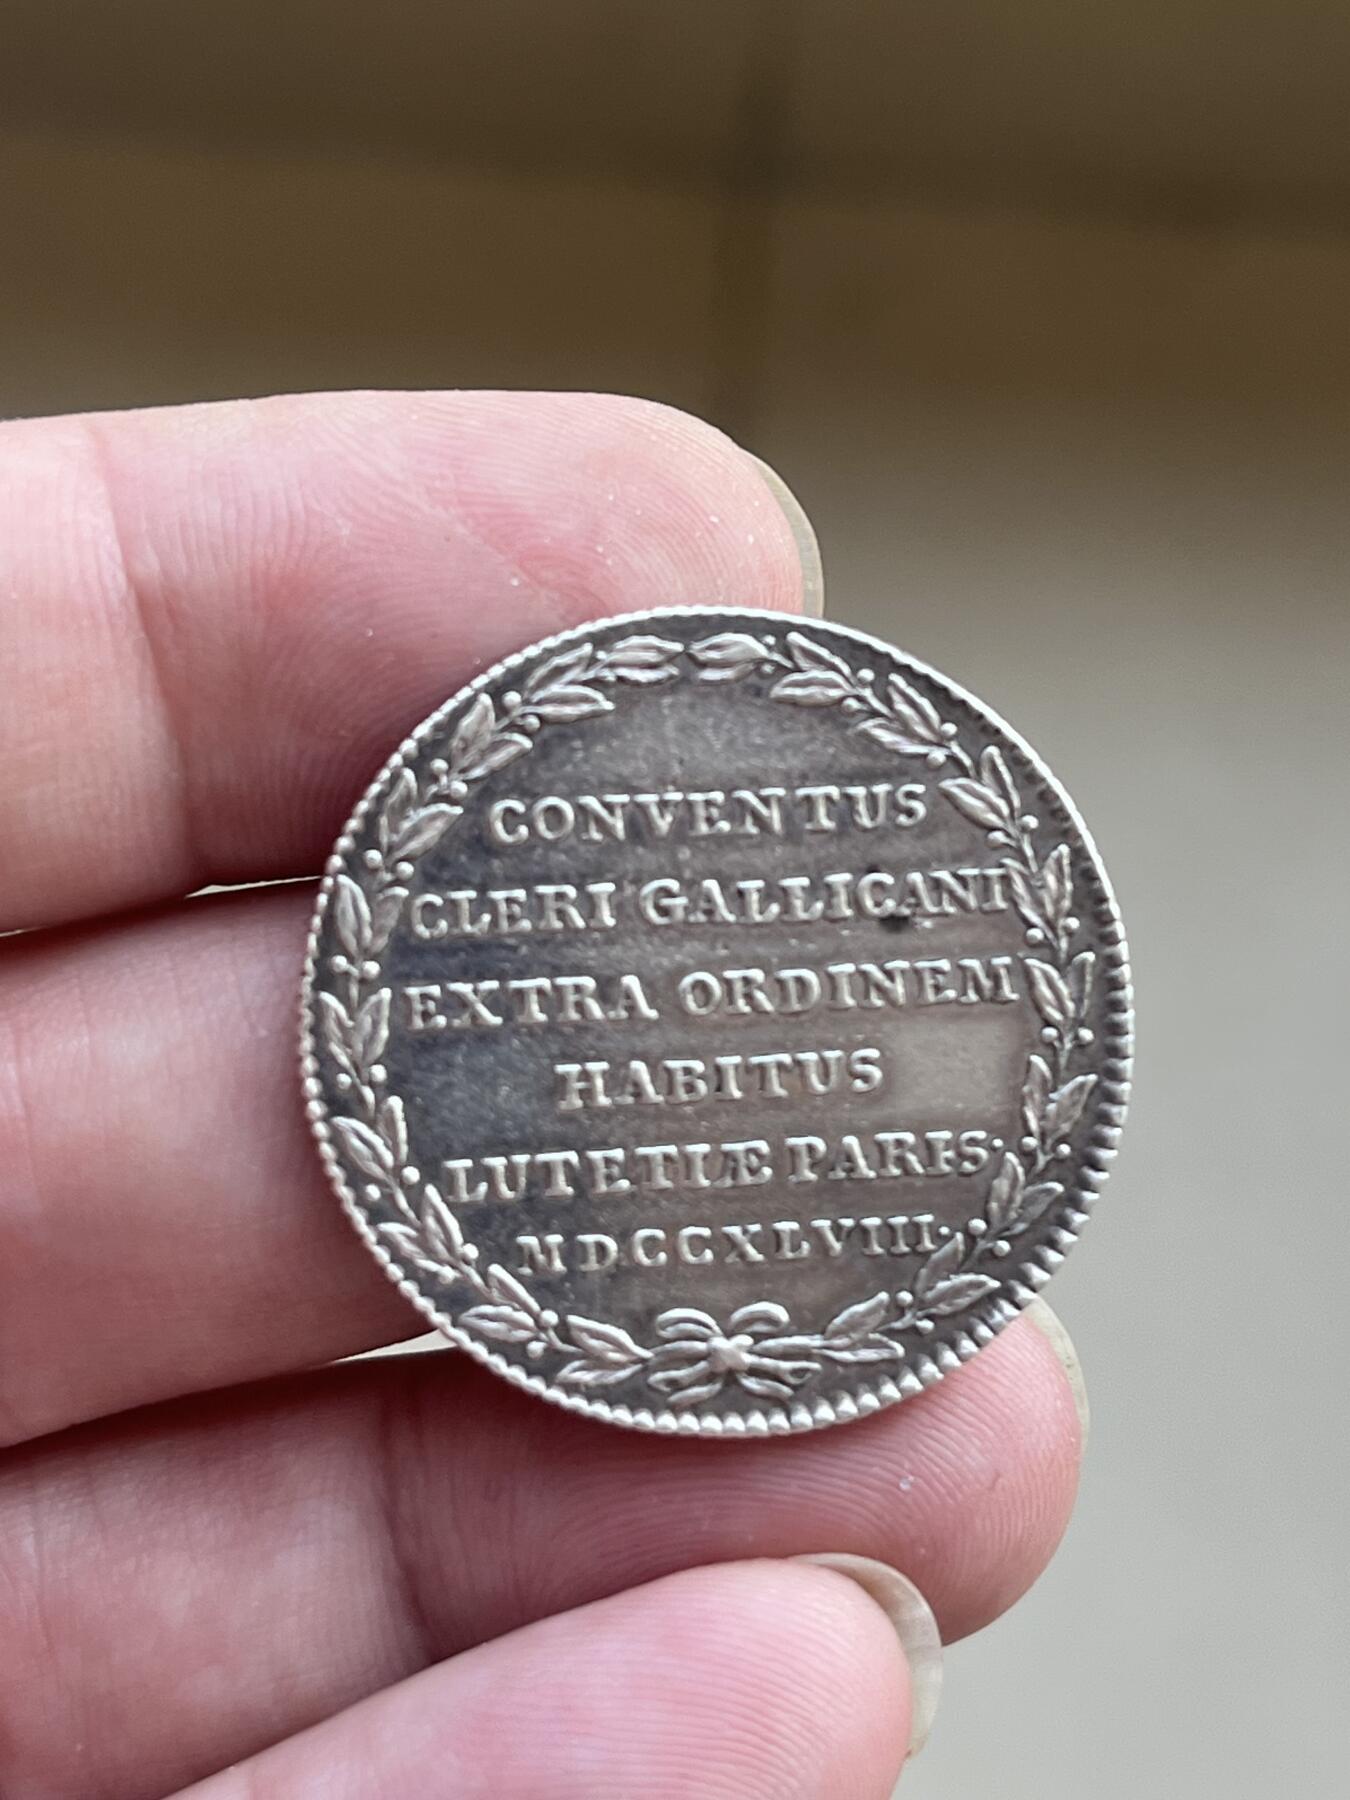 CONVENTUS
CLERI GALLICANI
EXTRA ORDINEM
HABITUS
LUTETIÆ PARIS·
MDCCXLVIII·